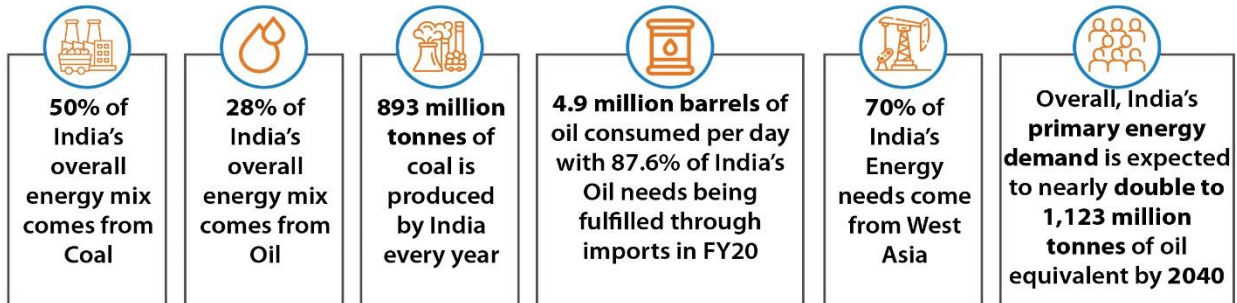 50% of
India's
overall
energy mix
comes from
Coal
28% of
India's
overall
energy mix
comes from
Oil
893 million
tonnes of
coal is
produced
by India
every year
4.9 million barrels of
oil consumed per day
with 87.6% of India's
Oil needs being
fulfilled through
imports in FY20
70% of
India's
Energy
needs come
from West
Asia
Overall, India's
primary energy
demand is expected
to nearly double to
1,123 million
tonnes of oil
equivalent by 2040